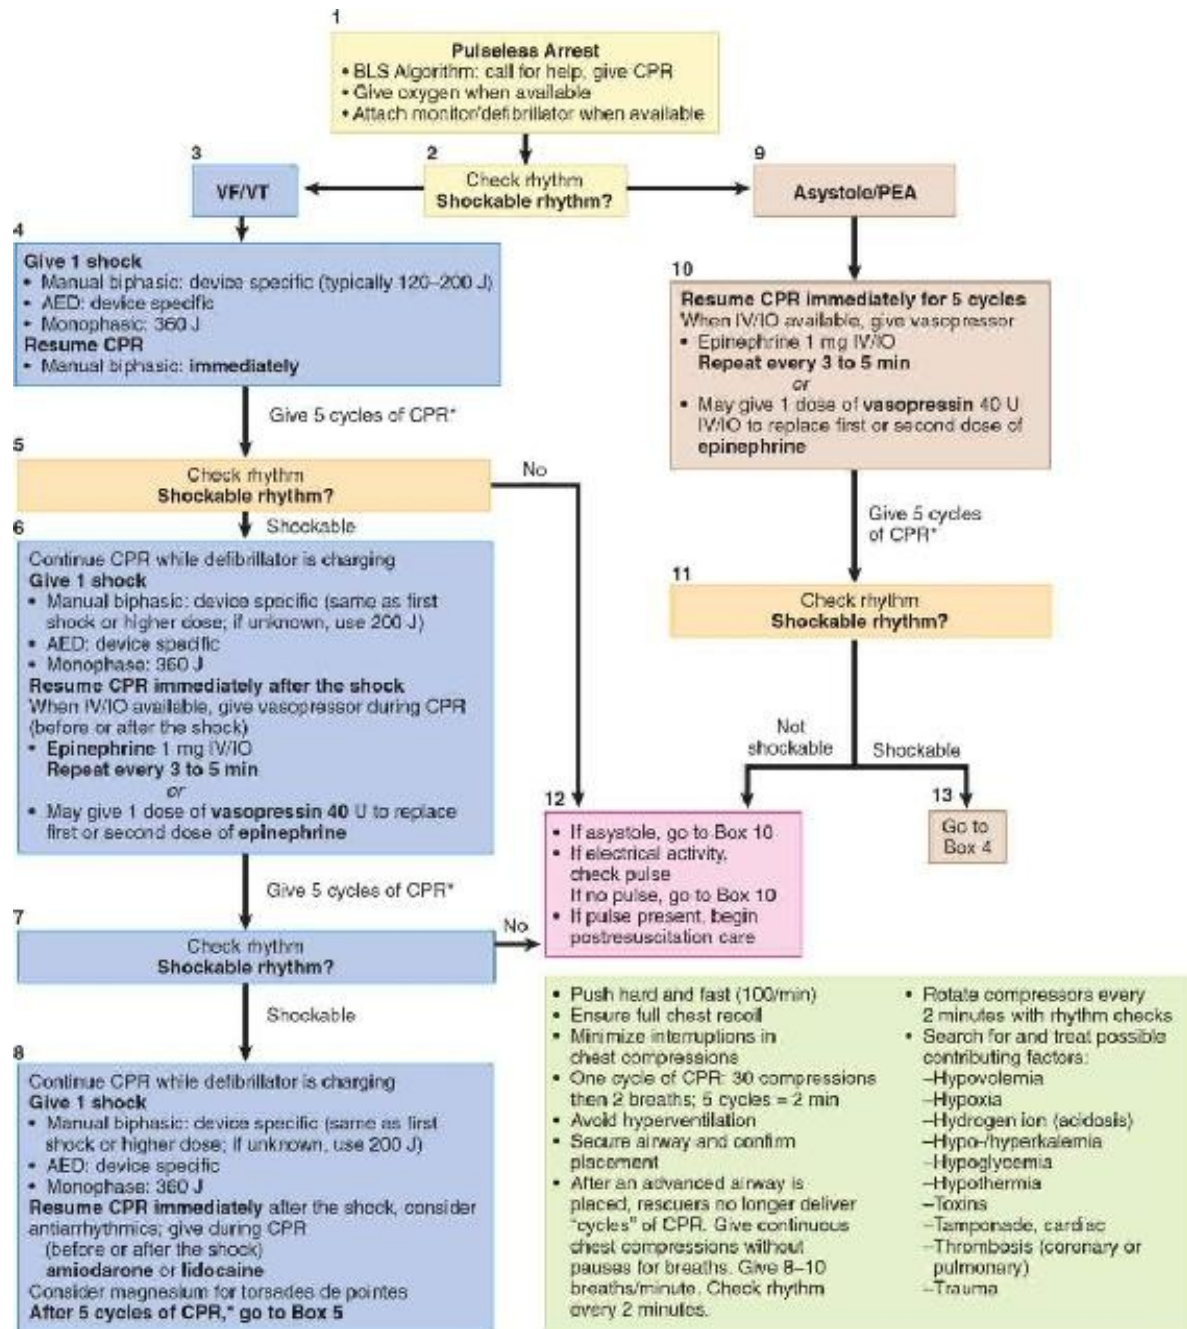 1
Pulseless Arrest
• BLS Algorithm: call for help, give CPR
• Give oxygen when available
• Attach monitor/defibrillator when available
2
Check rhythm
Shockable rhythm?
3
VF/VT
4
Give 1 shock
• Manual biphasic: device specific (typically 120–200 J)
• AED: device specific
• Monophasic: 360 J
Resume CPR
• Manual biphasic: immediately
Give 5 cycles of CPR*
5
Check rhythm
Shockable rhythm?
No
Shockable
6
Continue CPR while defibrillator is charging
Give 1 shock
• Manual biphasic: device specific (same as first
shock or higher dose; if unknown, use 200 J)
• AED: device specific
• Monophase: 360 J
Resume CPR immediately after the shock
When IV/IO available, give vasopressor during CPR
(before or after the shock)
• Epinephrine 1 mg IV/IO
Repeat every 3 to 5 min
or
• May give 1 dose of vasopressin 40 U to replace
first or second dose of epinephrine
Give 5 cycles of CPR*
7
Check rhythm
Shockable rhythm?
No
Shockable
8
Continue CPR while defibrillator is charging
Give 1 shock
• Manual biphasic: device specific (same as first
shock or higher dose; if unknown, use 200 J)
• AED: device specific
• Monophase: 360 J
Resume CPR immediately after the shock, consider
antiarrhythmics; give during CPR
(before or after the shock)
amiodarone or lidocaine
Consider magnesium for torsades de pointes
After 5 cycles of CPR,* go to Box 5
9
Asystole/PEA
10
Resume CPR immediately for 5 cycles
When IV/IO available, give vasopressor
• Epinephrine 1 mg IV/IO
Repeat every 3 to 5 min
or
• May give 1 dose of vasopressin 40 U
IV/IO to replace first or second dose of
epinephrine
Give 5 cycles
of CPR*
11
Check rhythm
Shockable rhythm?
Not
shockable
Shockable
12
• If asystole, go to Box 10
• If electrical activity,
check pulse
If no pulse, go to Box 10
• If pulse present, begin
postresuscitation care
13
Go to
Box 4
• Push hard and fast (100/min)
• Ensure full chest recoil
• Minimize interruptions in
chest compressions
• One cycle of CPR: 30 compressions
then 2 breaths; 5 cycles = 2 min
• Avoid hyperventilation
• Secure airway and confirm
placement
• After an advanced airway is
placed, rescuers no longer deliver
"cycles" of CPR. Give continuous
chest compressions without
pauses for breaths. Give 8–10
breaths/minute. Check rhythm
every 2 minutes.
• Rotate compressors every
2 minutes with rhythm checks
• Search for and treat possible
contributing factors:
–Hypovolemia
–Hypoxia
–Hydrogen ion (acidosis)
–Hypo-/hyperkalemia
–Hypoglycemia
–Hypothermia
–Toxins
–Tamponade, cardiac
–Thrombosis (coronary or
pulmonary)
–Trauma